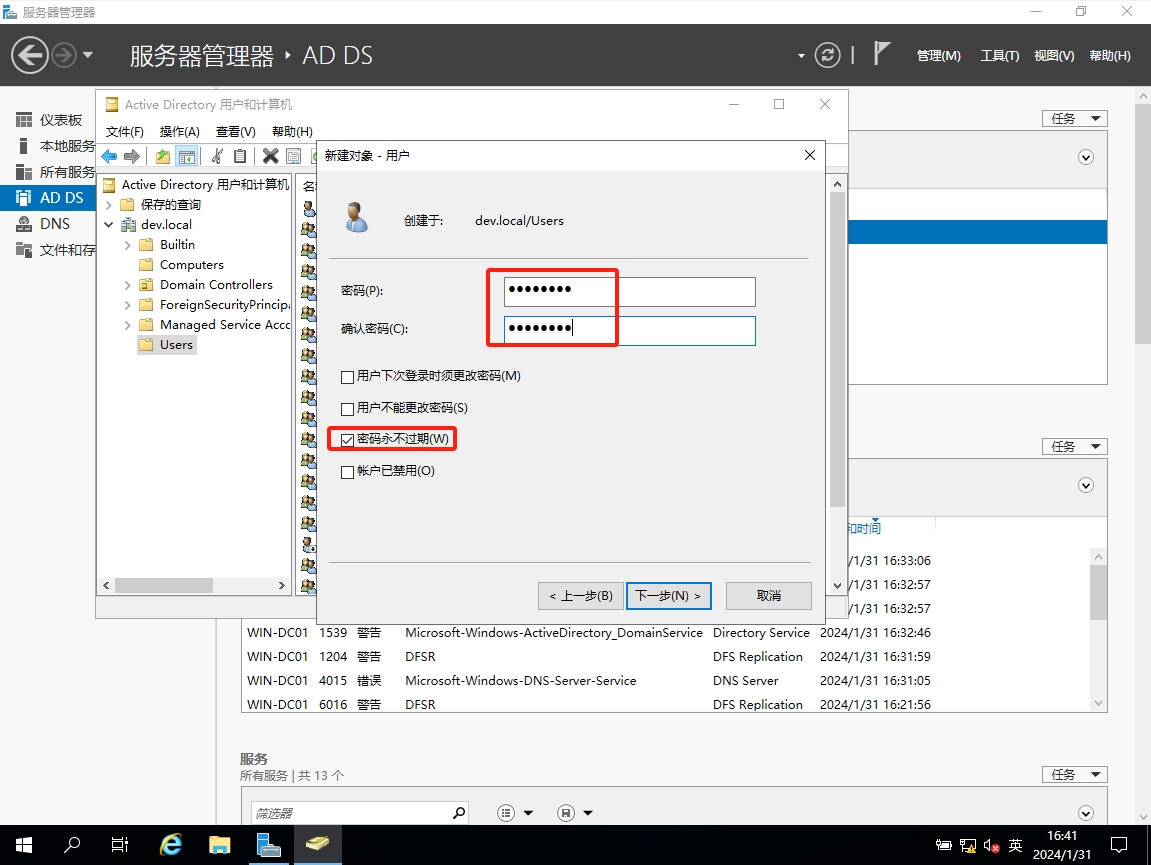 服务器管理器
服务器管理器 AD DS
管理(M) 工具(T) 视图(V) 帮助(H)
仪表板
本地服务
所有服务
AD DS
DNS
文件和存
任务
Active Directory 用户和计算机
文件(F) 操作(A) 查看(V) 帮助(H)
Active Directory 用户和计算机
保存的查询
dev.local
Builtin
Computers
Domain Controllers
ForeignSecurityPrincip
Managed Service Acc
Users
新建对象 - 用户
创建于: dev.local/Users
密码(P): ●●●●●●●●
确认密码(C): ●●●●●●●●
用户下次登录时须更改密码(M)
用户不能更改密码(S)
密码永不过期(W)
帐户已禁用(O)
< 上一步(B) 下一步(N) > 取消
任务
和时间
/1/31 16:33:06
/1/31 16:32:57
/1/31 16:32:57
WIN-DC01 1539 警告 Microsoft-Windows-ActiveDirectory_DomainService Directory Service 2024/1/31 16:32:46
WIN-DC01 1204 警告 DFSR DFS Replication 2024/1/31 16:31:59
WIN-DC01 4015 错误 Microsoft-Windows-DNS-Server-Service DNS Server 2024/1/31 16:31:05
WIN-DC01 6016 警告 DFSR DFS Replication 2024/1/31 16:21:56
服务
所有服务 | 共 13 个
任务
筛选器
英
16:41
2024/1/31